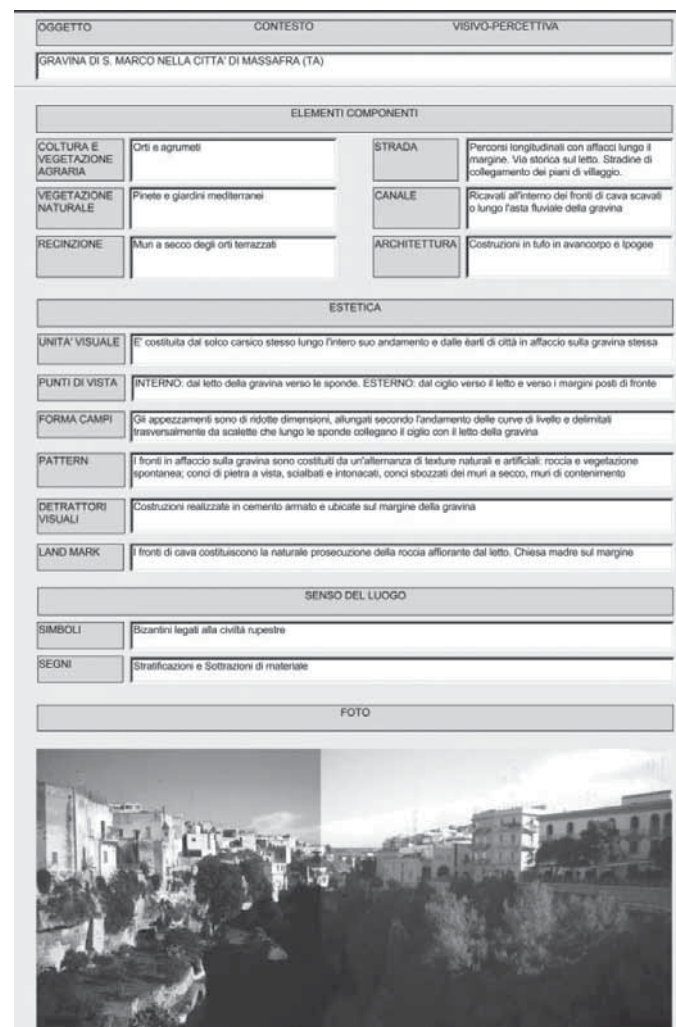 OGGETTO CONTESTO VISIVO-PERCETTIVA
GRAVINA DI S. MARCO NELLA CITTA' DI MASSAFRA (TA)
ELEMENTI COMPONENTI
COLTURA E
VEGETAZIONE
AGRARIA
Orti e agrumeti
STRADA
Percorsi longitudinali con affacci lungo il
margine. Via storica sul letto. Stradine di
collegamento dei piani di villaggio.
VEGETAZIONE
NATURALE
Pinete e giardini mediterranei
CANALE
Ricavati all'interno dei fronti di cava scavati
o lungo l'asta fluviale della gravina
RECINZIONE
Muri a secco degli orti terrazzati
ARCHITETTURA
Costruzioni in tufo in avancorpo e Ipogee
ESTETICA
UNITA' VISUALE
E' costituita dal solco carsico stesso lungo l'intero suo andamento e dalle èarti di città in affaccio sulla gravina stessa
PUNTI DI VISTA
INTERNO: dal letto della gravina verso le sponde. ESTERNO: dal ciglio verso il letto e verso i margini posti di fronte
FORMA CAMPI
Gli appezzamenti sono di ridotte dimensioni, allungati secondo l'andamento delle curve di livello e delimitati
trasversalmente da scalette che lungo le sponde collegano il ciglio con il letto della gravina
PATTERN
I fronti in affaccio sulla gravina sono costituiti da un'alternanza di texture naturali e artificiali: roccia e vegetazione
spontanea; conci di pietra a vista, scialbati e intonacati, conci sbozzati dei muri a secco, muri di contenimento
DETRATTORI
VISUALI
Costruzioni realizzate in cemento armato e ubicate sul margine della gravina
LAND MARK
I fronti di cava costituiscono la naturale prosecuzione della roccia affiorante dal letto. Chiesa madre sul margine
SENSO DEL LUOGO
SIMBOLI
Bizantini legati alla civiltà rupestre
SEGNI
Stratificazioni e Sottrazioni di materiale
FOTO